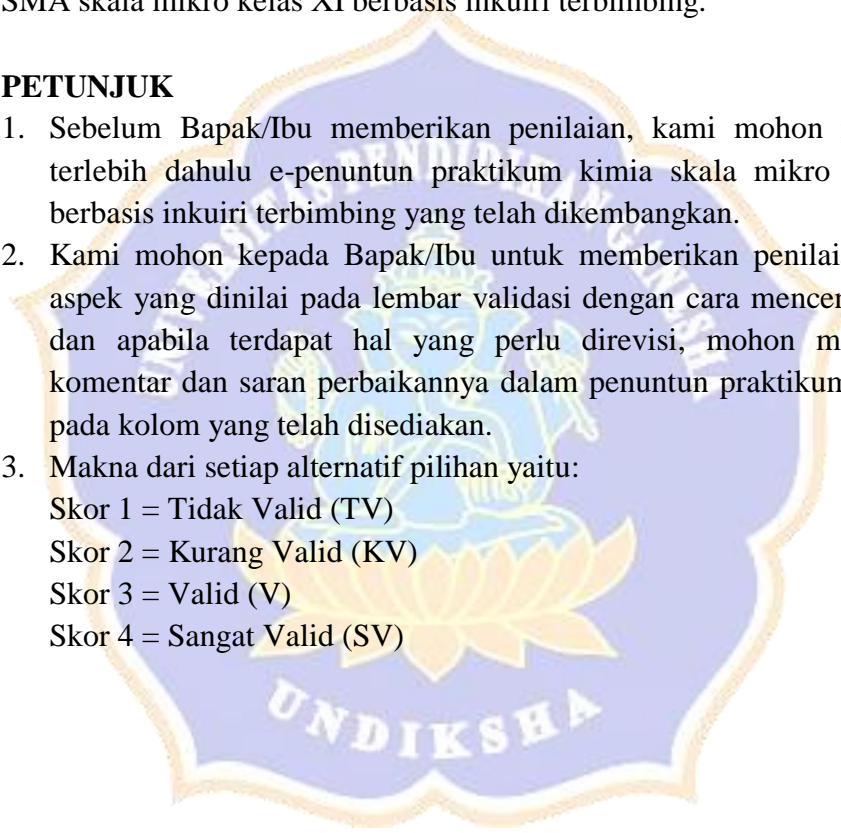 SMA skala mikro kelas XI berbasis inkuiri terbimbing.
PETUNJUK
1. Sebelum Bapak/Ibu memberikan penilaian, kami mohon
terlebih dahulu e-penuntun praktikum kimia skala mikro
berbasis inkuiri terbimbing yang telah dikembangkan.
2. Kami mohon kepada Bapak/Ibu untuk memberikan penilai
aspek yang dinilai pada lembar validasi dengan cara mencen
dan apabila terdapat hal yang perlu direvisi, mohon m
komentar dan saran perbaikannya dalam penuntun praktikum
pada kolom yang telah disediakan.
3. Makna dari setiap alternatif pilihan yaitu:
Skor 1 = Tidak Valid (TV)
Skor 2 = Kurang Valid (KV)
Skor 3 = Valid (V)
Skor 4 = Sangat Valid (SV)
UNIVERSITAS PENDIDIKAN GANESHA
UNDIKSHA